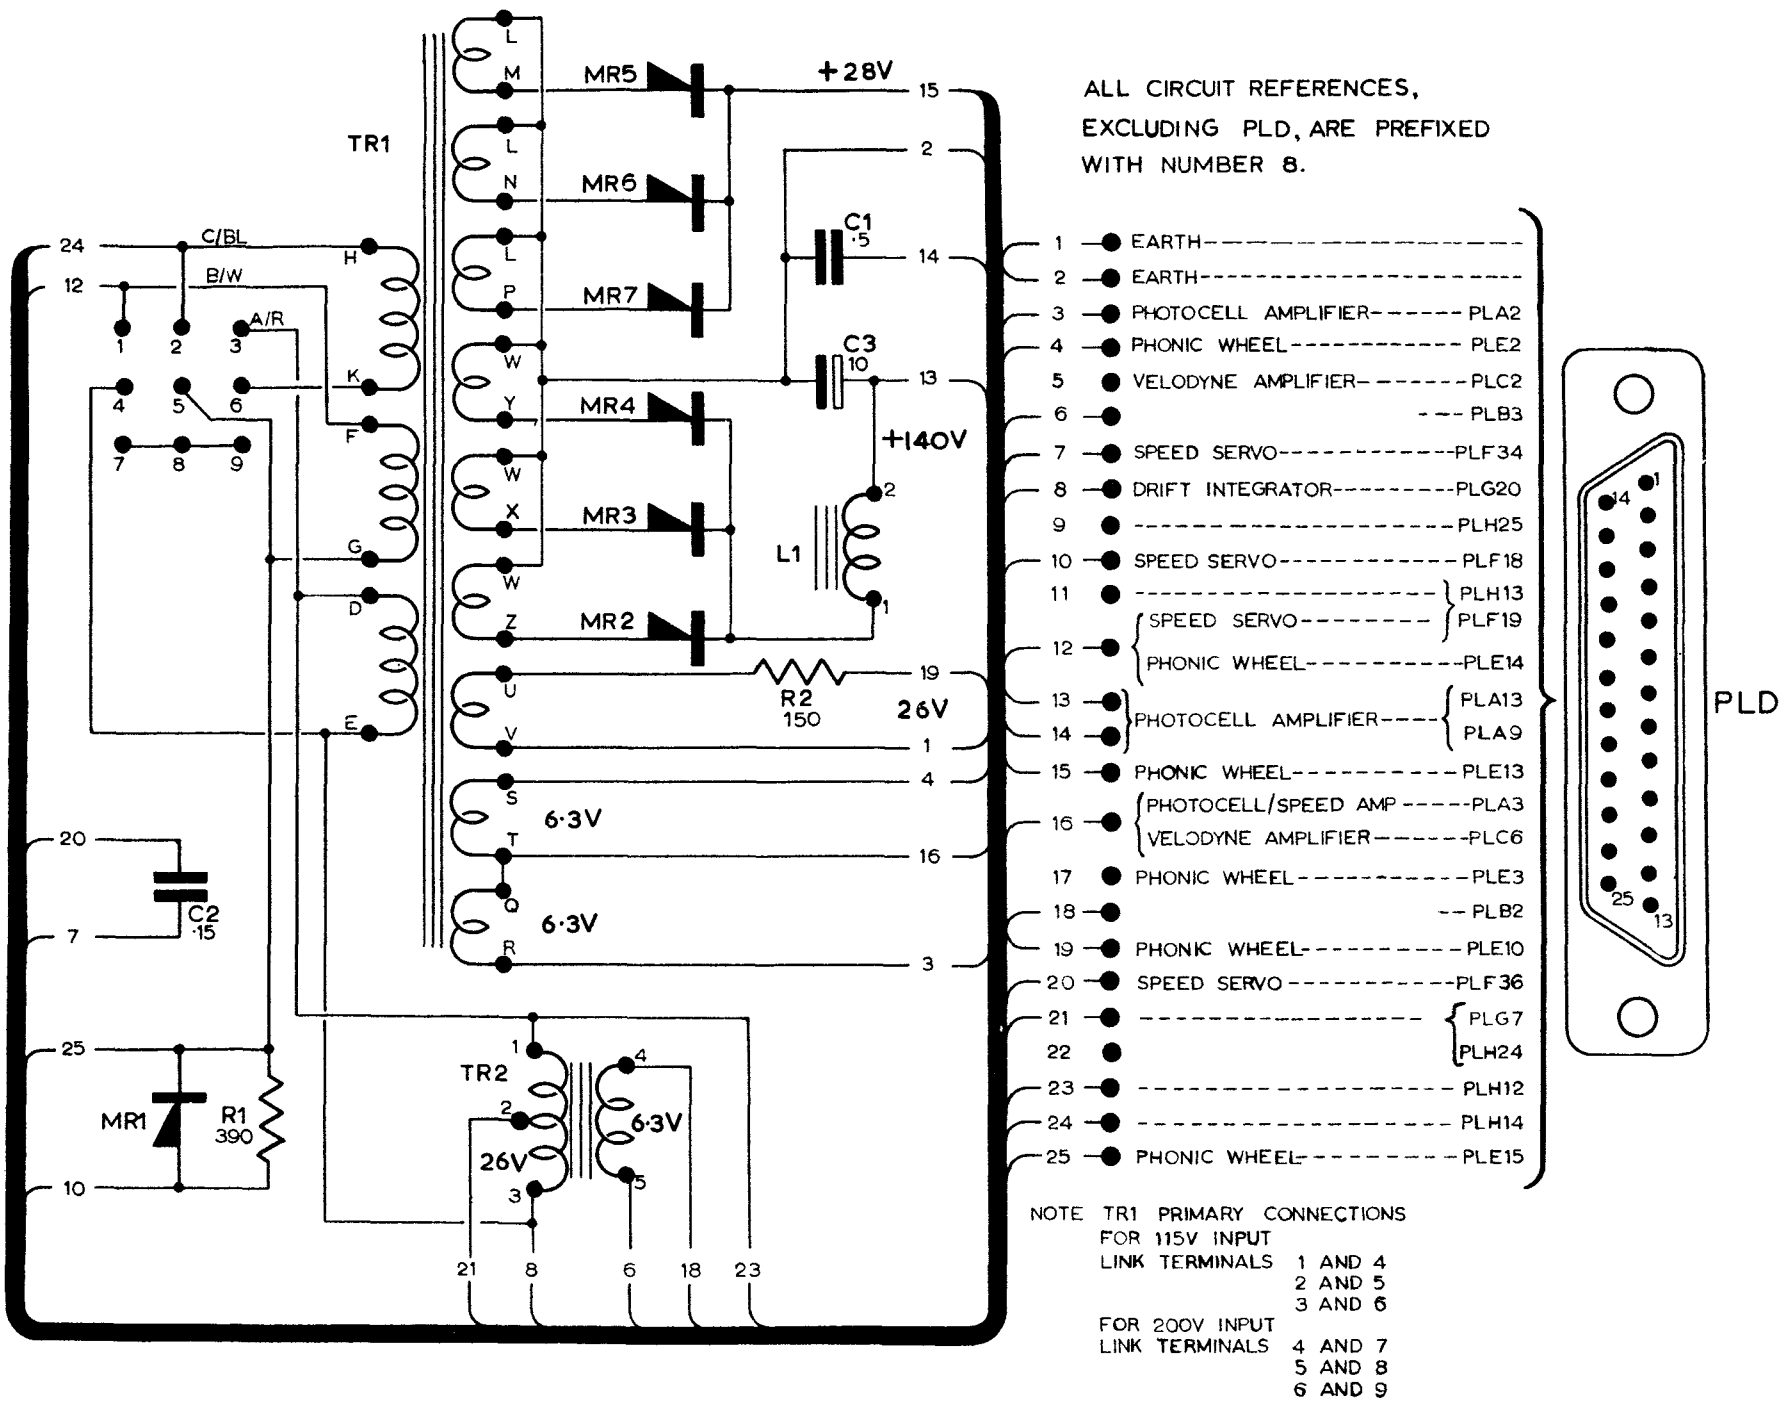 L
M
MR5
+28V
15
TR1
L
N
MR6
2
L
P
MR7
C1
.5
14
W
Y
MR4
C3
10
13
+140V
W
X
MR3
2
L1
1
W
Z
MR2
U
V
R2
150
19
26V
1
S
T
6.3V
4
16
Q
R
6.3V
3
24
C/BL
H
12
B/W
A/R
1 2 3
K
4 5 6
F
7 8 9
G
D
E
20
C2
.15
7
25
MR1
R1
390
10
TR2
1
2
26V
3
4
6.3V
5
21 8 6 18 23
ALL CIRCUIT REFERENCES,
EXCLUDING PLD, ARE PREFIXED
WITH NUMBER 8.
1 EARTH
2 EARTH
3 PHOTOCELL AMPLIFIER------PLA2
4 PHONIC WHEEL-----------PLE2
5 VELODYNE AMPLIFIER-------PLC2
6 ---PLB3
7 SPEED SERVO------------PLF34
8 DRIFT INTEGRATOR--------PLG20
9 ---------------------PLH25
10 SPEED SERVO------------PLF18
11 ---------------------PLH13
SPEED SERVO-------- PLF19
12
PHONIC WHEEL----------PLE14
13 PLA13
PHOTOCELL AMPLIFIER----
14 PLA9
15 PHONIC WHEEL-----------PLE13
PHOTOCELL/SPEED AMP -----PLA3
16
VELODYNE AMPLIFIER------PLC6
17 PHONIC WHEEL-----------PLE3
18 --PLB2
19 PHONIC WHEEL-----------PLE10
20 SPEED SERVO-----------PLF36
21 ------------------ PLG7
22 PLH24
23 --------------------PLH12
24 --------------------PLH14
25 PHONIC WHEEL-----------PLE15
14 1
25 13
PLD
NOTE TR1 PRIMARY CONNECTIONS
FOR 115V INPUT
LINK TERMINALS 1 AND 4
2 AND 5
3 AND 6
FOR 200V INPUT
LINK TERMINALS 4 AND 7
5 AND 8
6 AND 9